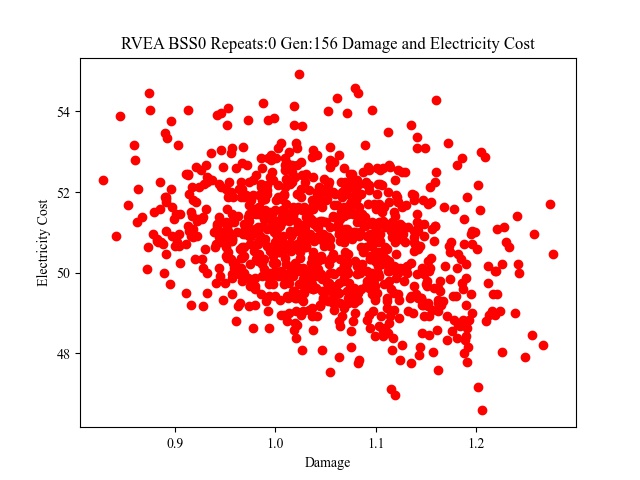 RVEA BSS0 Repeats:0 Gen:156 Damage and Electricity Cost
54
52
50
48
Electricity Cost
0.9 1.0 1.1 1.2
Damage